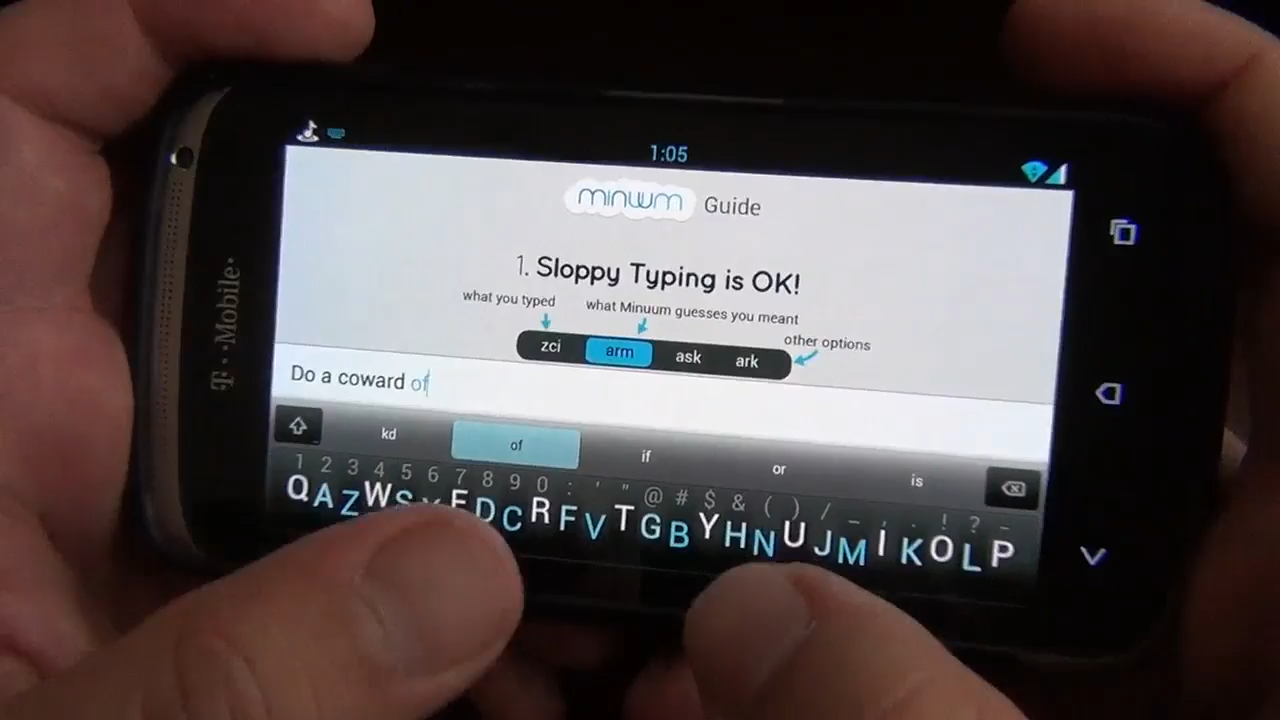 1:05
minuum Guide
1. Sloppy Typing is OK!
what you typed what Minuum guesses you meant
other options
zci arm ask ark
Do a coward of
kd of if or is
1 2 3 4 5 6 7 8 9 0 : ' " @ # $ & ( ) / _ , . ! ? -
Q A Z W S E D C R F V T G B Y H N U J M I K O L P
T··Mobile·